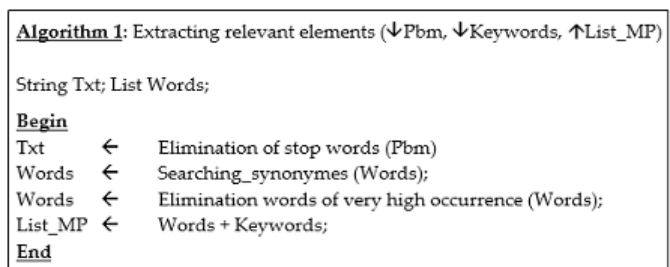 Algorithm 1: Extracting relevant elements (↓Pbm, ↓Keywords, ↑List_MP)
String Txt; List Words;
Begin
Txt ← Elimination of stop words (Pbm)
Words ← Searching_synonymes (Words);
Words ← Elimination words of very high occurrence (Words);
List_MP ← Words + Keywords;
End